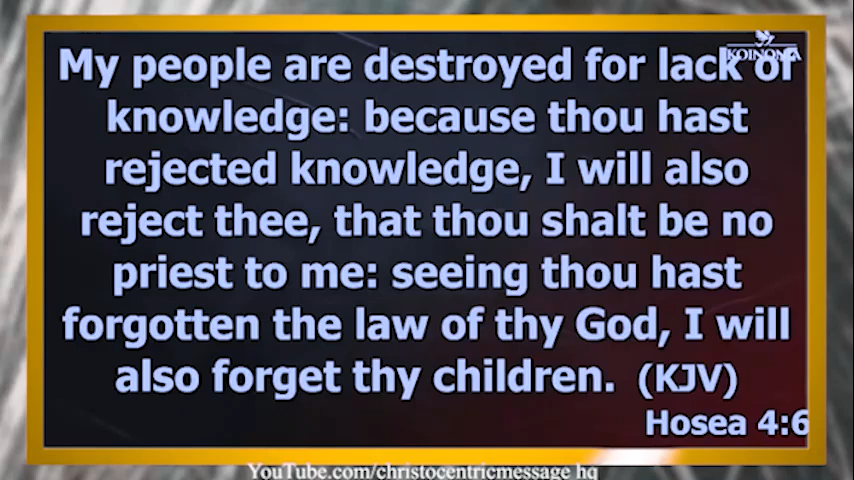 KOINONIA
My people are destroyed for lack of
knowledge: because thou hast
rejected knowledge, I will also
reject thee, that thou shalt be no
priest to me: seeing thou hast
forgotten the law of thy God, I will
also forget thy children. (KJV)
Hosea 4:6
YouTube.com/christocentricmessage hq